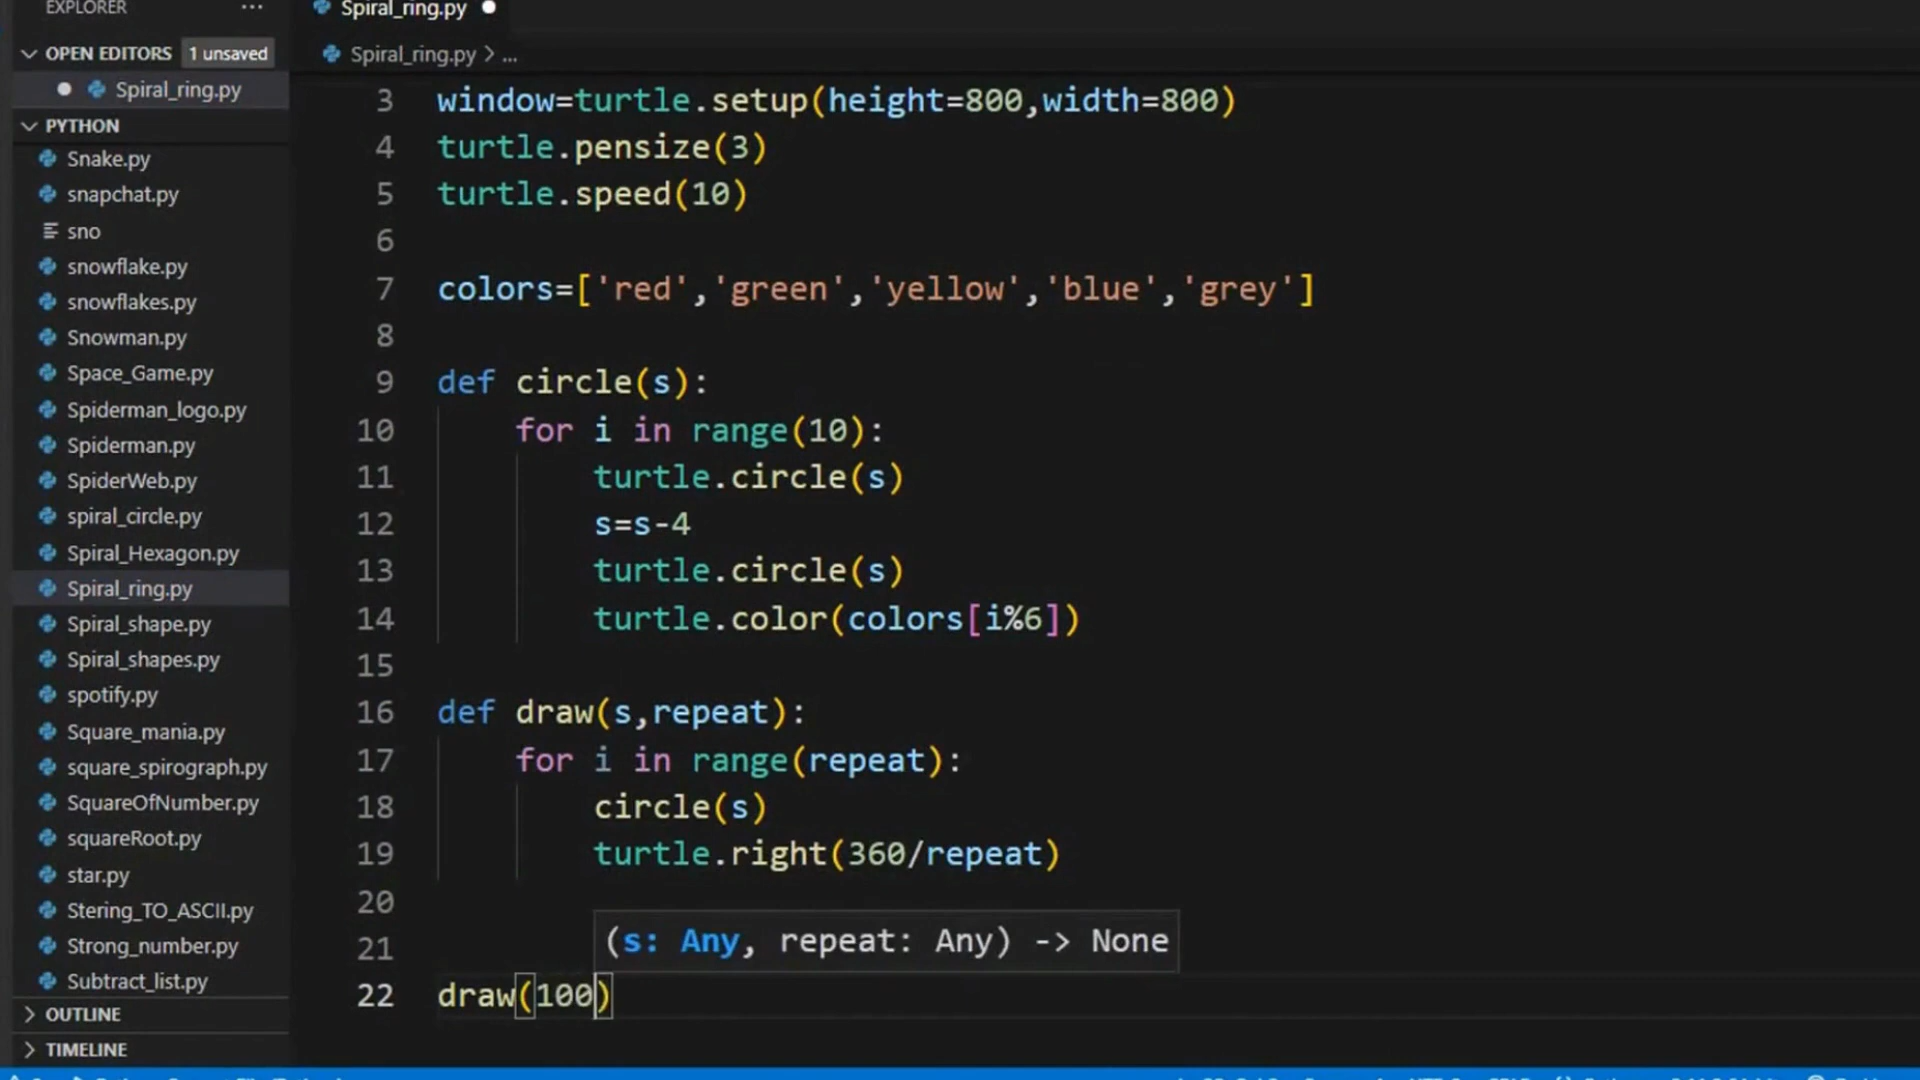 EXPLORER ...
Spiral_ring.py
OPEN EDITORS 1 unsaved
Spiral_ring.py
PYTHON
Snake.py
snapchat.py
sno
snowflake.py
snowflakes.py
Snowman.py
Space_Game.py
Spiderman_logo.py
Spiderman.py
SpiderWeb.py
spiral_circle.py
Spiral_Hexagon.py
Spiral_ring.py
Spiral_shape.py
Spiral_shapes.py
spotify.py
Square_mania.py
square_spirograph.py
SquareOfNumber.py
squareRoot.py
star.py
Stering_TO_ASCII.py
Strong_number.py
Subtract_list.py
OUTLINE
TIMELINE
Spiral_ring.py > ...
3 window=turtle.setup(height=800,width=800)
4 turtle.pensize(3)
5 turtle.speed(10)
6
7 colors=['red','green','yellow','blue','grey']
8
9 def circle(s):
10 for i in range(10):
11 turtle.circle(s)
12 s=s-4
13 turtle.circle(s)
14 turtle.color(colors[i%6])
15
16 def draw(s,repeat):
17 for i in range(repeat):
18 circle(s)
19 turtle.right(360/repeat)
20
(s: Any, repeat: Any) -> None
21
22 draw(100)